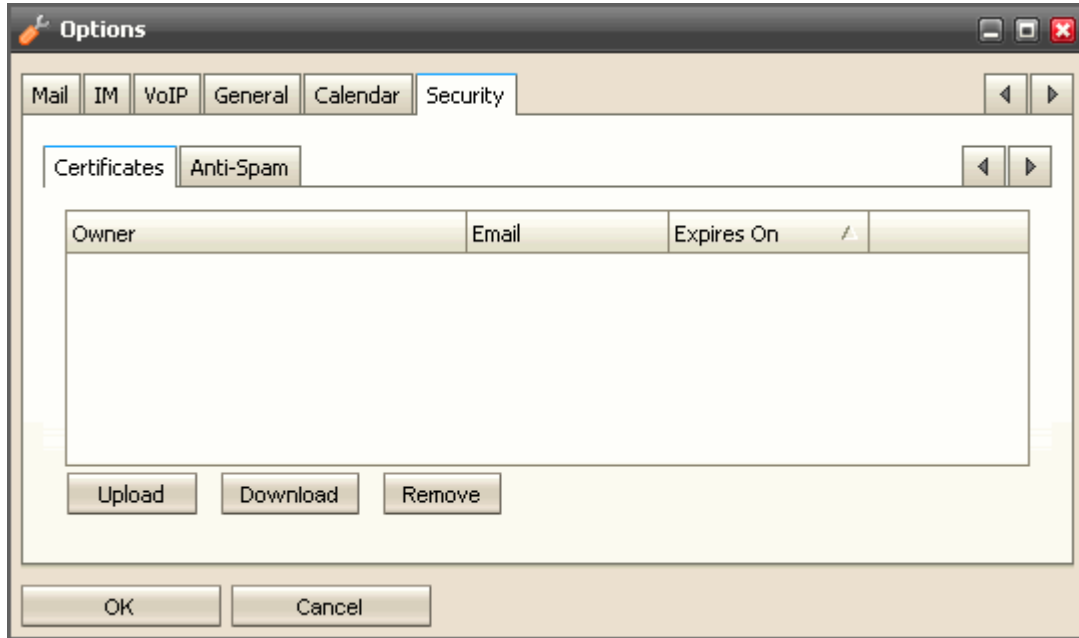 Options
Mail IM VoIP General Calendar Security
Certificates Anti-Spam
Owner Email Expires On
Upload Download Remove
OK Cancel